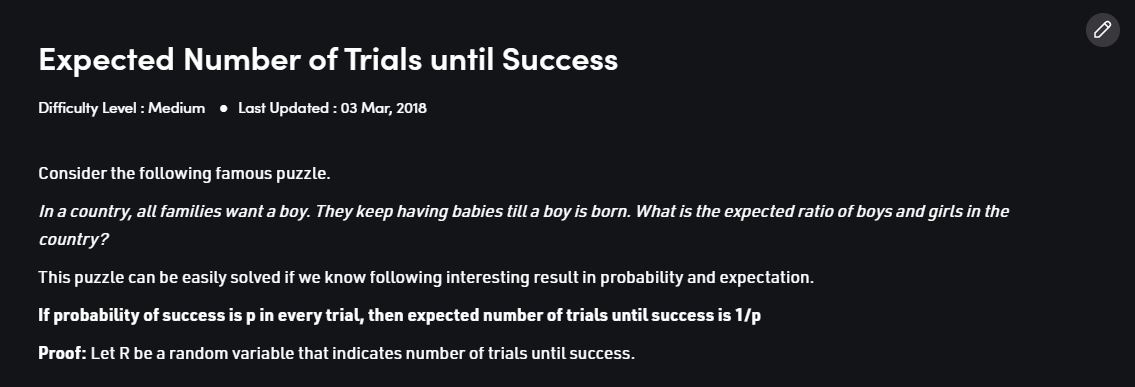 Expected Number of Trials until Success
Difficulty Level : Medium ● Last Updated : 03 Mar, 2018
Consider the following famous puzzle.
In a country, all families want a boy. They keep having babies till a boy is born. What is the expected ratio of boys and girls in the
country?
This puzzle can be easily solved if we know following interesting result in probability and expectation.
If probability of success is p in every trial, then expected number of trials until success is 1/p
Proof: Let R be a random variable that indicates number of trials until success.